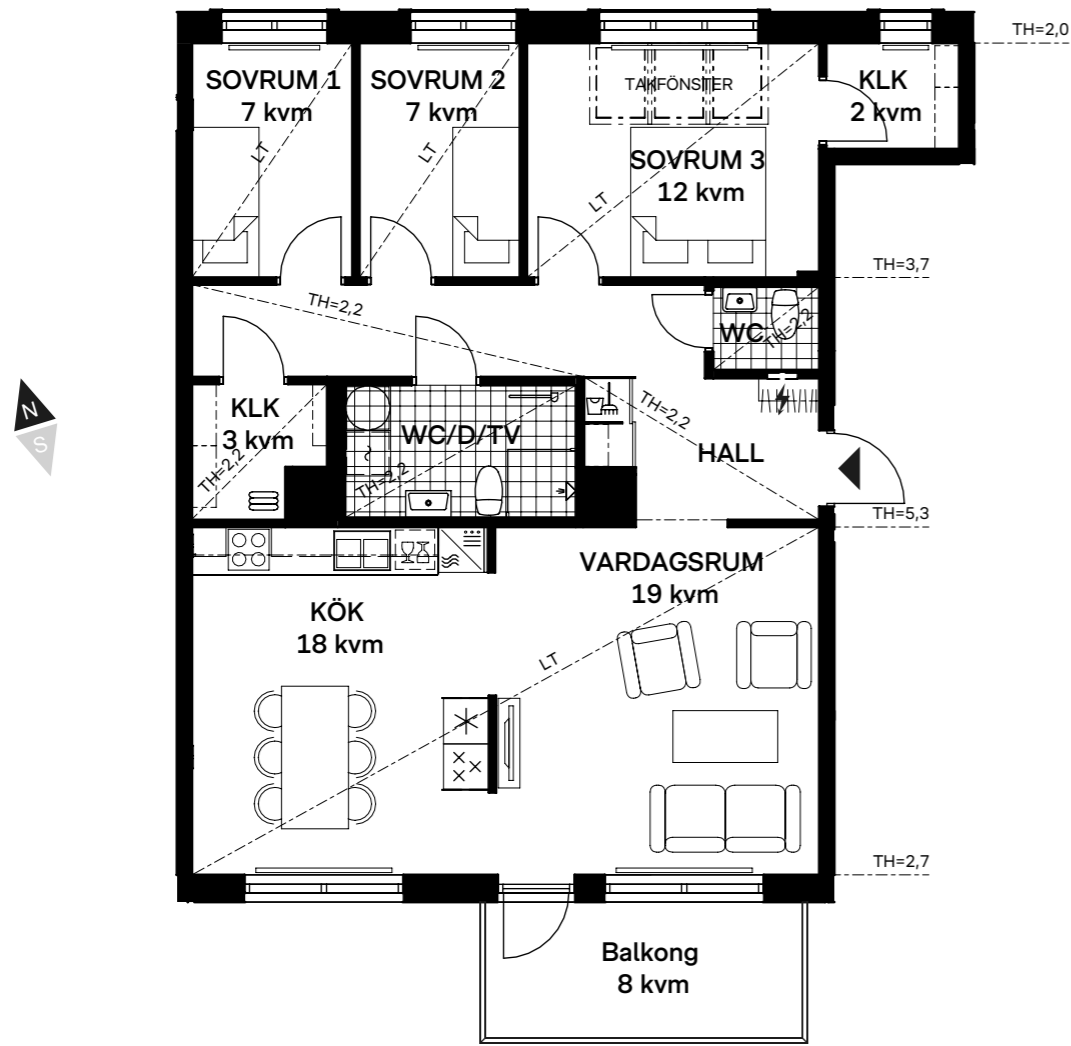 TH=2,0
SOVRUM 1
7 kvm
SOVRUM 2
7 kvm
TAKFÖNSTER
KLK
2 kvm
SOVRUM 3
12 kvm
LT
LT
LT
TH=3,7
TH=2,2
WC
TH=2,2
N
S
KLK
3 kvm
TH=2,2
WC/D/TV
TH=2,2
TH=2,2
HALL
TH=5,3
VARDAGSRUM
19 kvm
KÖK
18 kvm
LT
TH=2,7
Balkong
8 kvm